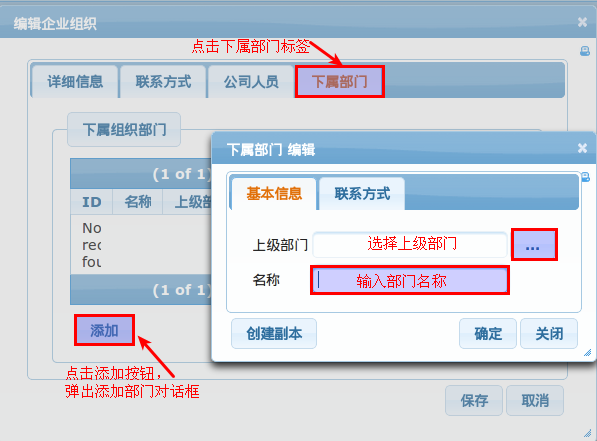 编辑企业组织
点击下属部门标签
详细信息 联系方式 公司人员 下属部门
下属组织部门
(1 of 1)
ID 名称 上级部
No
rec
fou
(1 of 1)
添加
点击添加按钮，
弹出添加部门对话框
下属部门 编辑
基本信息 联系方式
上级部门 选择上级部门 ...
名称 输入部门名称
创建副本 确定 关闭
保存 取消